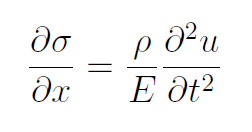 ∂σ/∂x = ρ/E ∂²u/∂t²